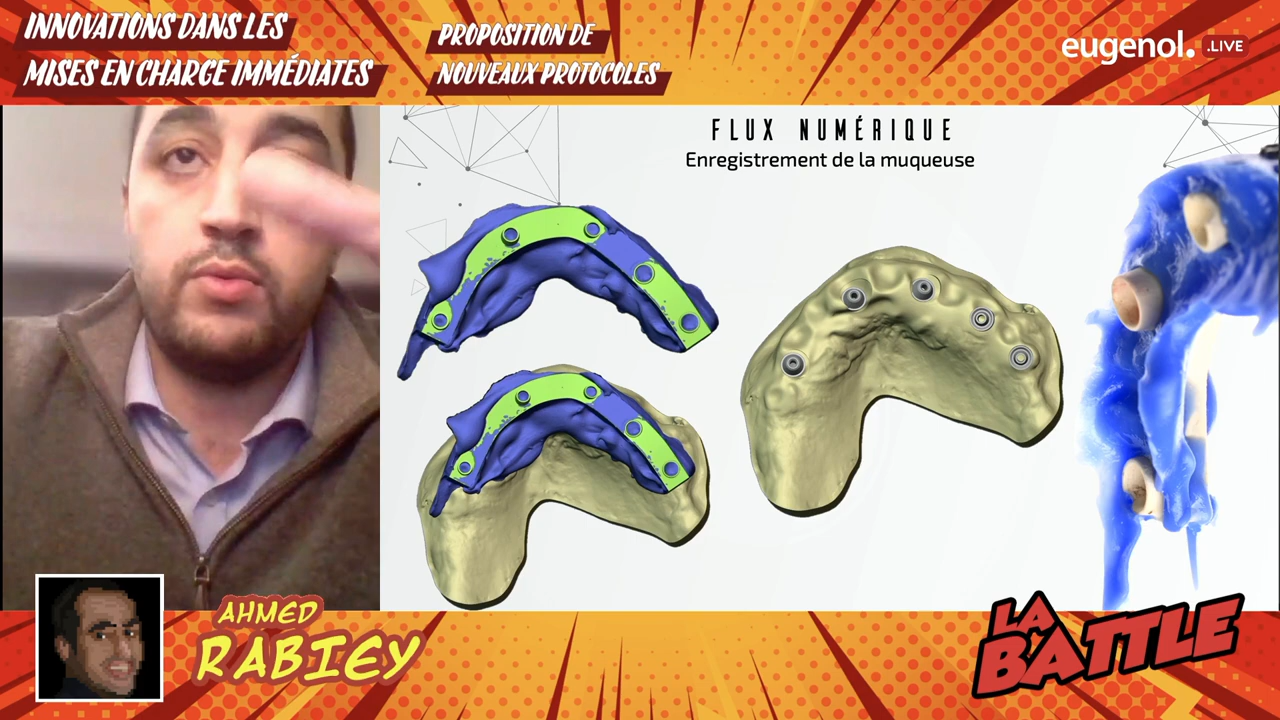 INNOVATIONS DANS LES
MISES EN CHARGE IMMÉDIATES
PROPOSITION DE
NOUVEAUX PROTOCOLES
eugenol. .LIVE
FLUX NUMÉRIQUE
Enregistrement de la muqueuse
AHMED
RABIEY
LA
BATTLE